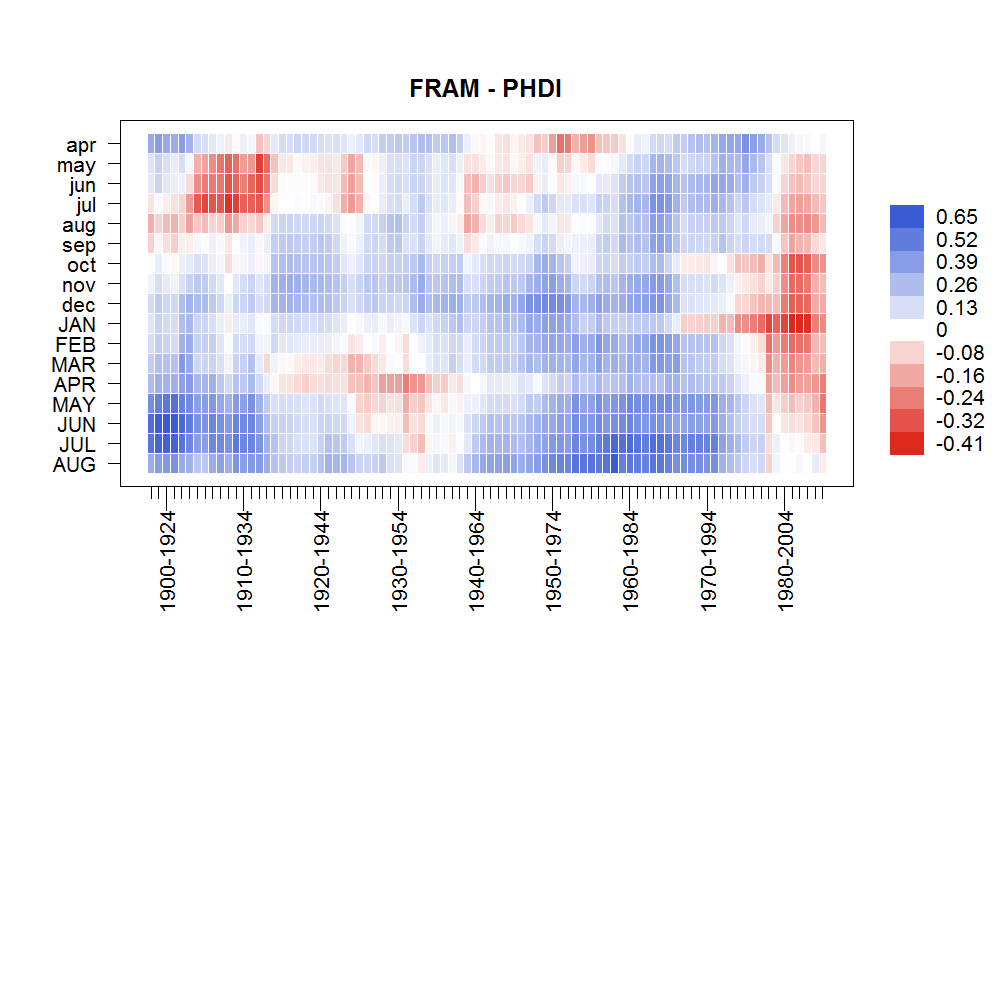 FRAM - PHDI
apr
may
jun
jul
aug
sep
oct
nov
dec
JAN
FEB
MAR
APR
MAY
JUN
JUL
AUG
1900-1924
1910-1934
1920-1944
1930-1954
1940-1964
1950-1974
1960-1984
1970-1994
1980-2004
0.65
0.52
0.39
0.26
0.13
0
-0.08
-0.16
-0.24
-0.32
-0.41